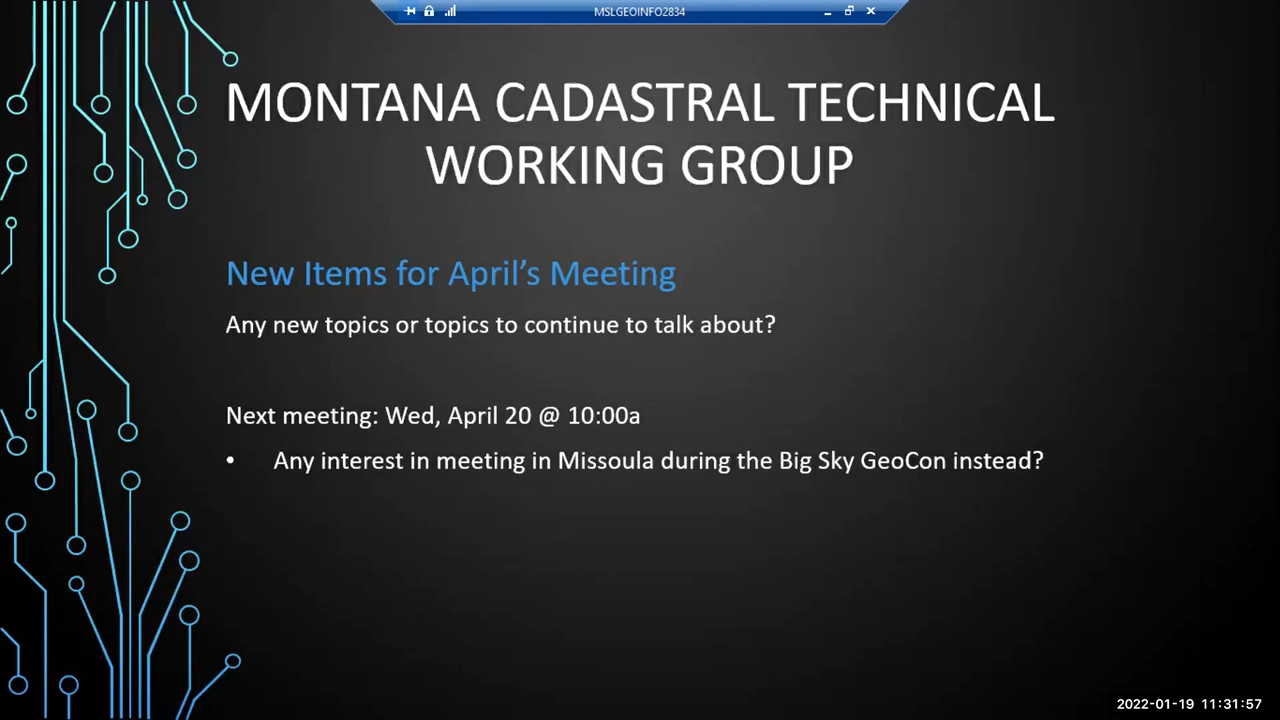 MSLGEOINFO2834
MONTANA CADASTRAL TECHNICAL
WORKING GROUP
New Items for April’s Meeting
Any new topics or topics to continue to talk about?
Next meeting: Wed, April 20 @ 10:00a
• Any interest in meeting in Missoula during the Big Sky GeoCon instead?
2022-01-19 11:31:57